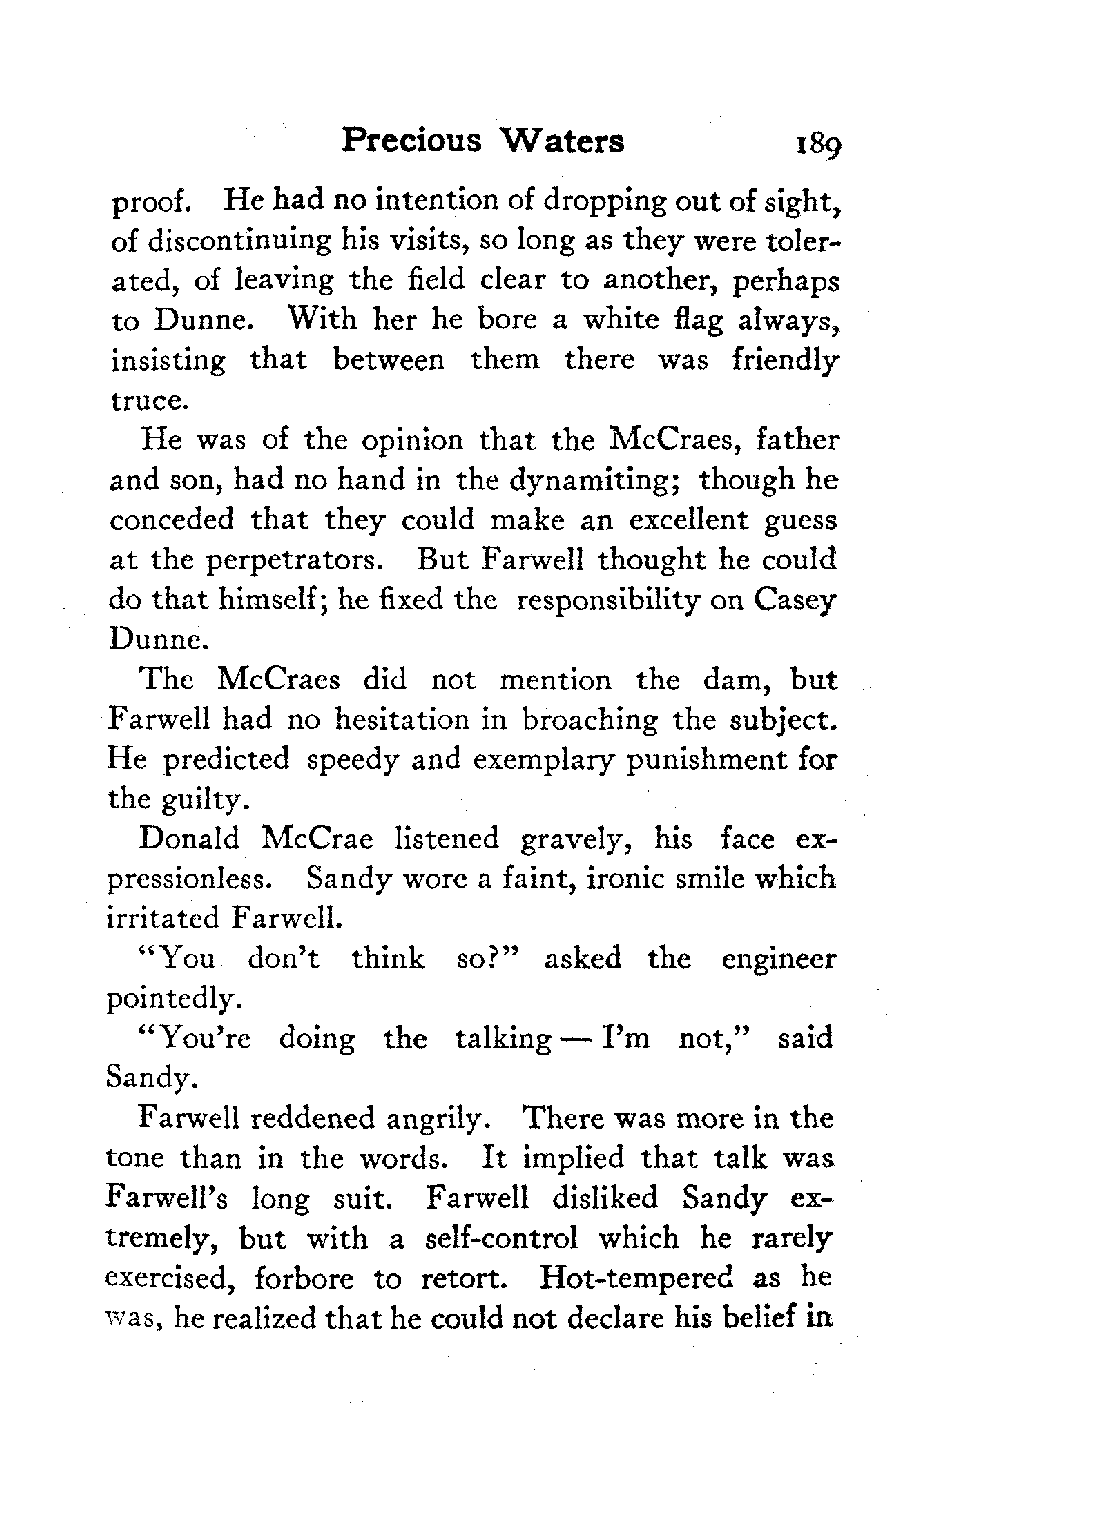 Precious Waters 189
proof. He had no intention of dropping out of sight,
of discontinuing his visits, so long as they were toler-
ated, of leaving the field clear to another, perhaps
to Dunne. With her he bore a white flag always,
insisting that between them there was friendly
truce.
He was of the opinion that the McCraes, father
and son, had no hand in the dynamiting; though he
conceded that they could make an excellent guess
at the perpetrators. But Farwell thought he could
do that himself; he fixed the responsibility on Casey
Dunne.
The McCraes did not mention the dam, but
Farwell had no hesitation in broaching the subject.
He predicted speedy and exemplary punishment for
the guilty.
Donald McCrae listened gravely, his face ex-
pressionless. Sandy wore a faint, ironic smile which
irritated Farwell.
“You don’t think so?” asked the engineer
pointedly.
“You’re doing the talking — I’m not,” said
Sandy.
Farwell reddened angrily. There was more in the
tone than in the words. It implied that talk was
Farwell’s long suit. Farwell disliked Sandy ex-
tremely, but with a self-control which he rarely
exercised, forbore to retort. Hot-tempered as he
was, he realized that he could not declare his belief in